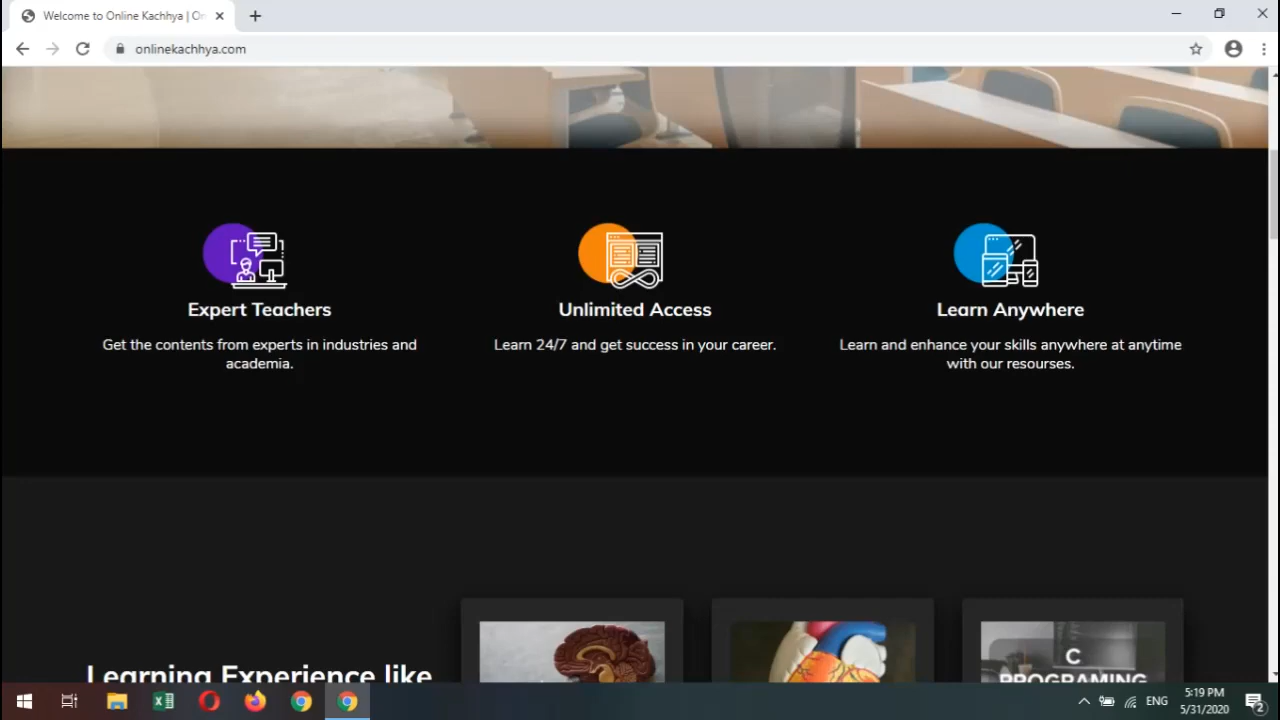 Welcome to Online Kachhya | On
onlinekachhya.com
Expert Teachers
Get the contents from experts in industries and
academia.
Unlimited Access
Learn 24/7 and get success in your career.
Learn Anywhere
Learn and enhance your skills anywhere at anytime
with our resourses.
Learning Experience like
C
PROGRAMING
ENG
5:19 PM
5/31/2020
2